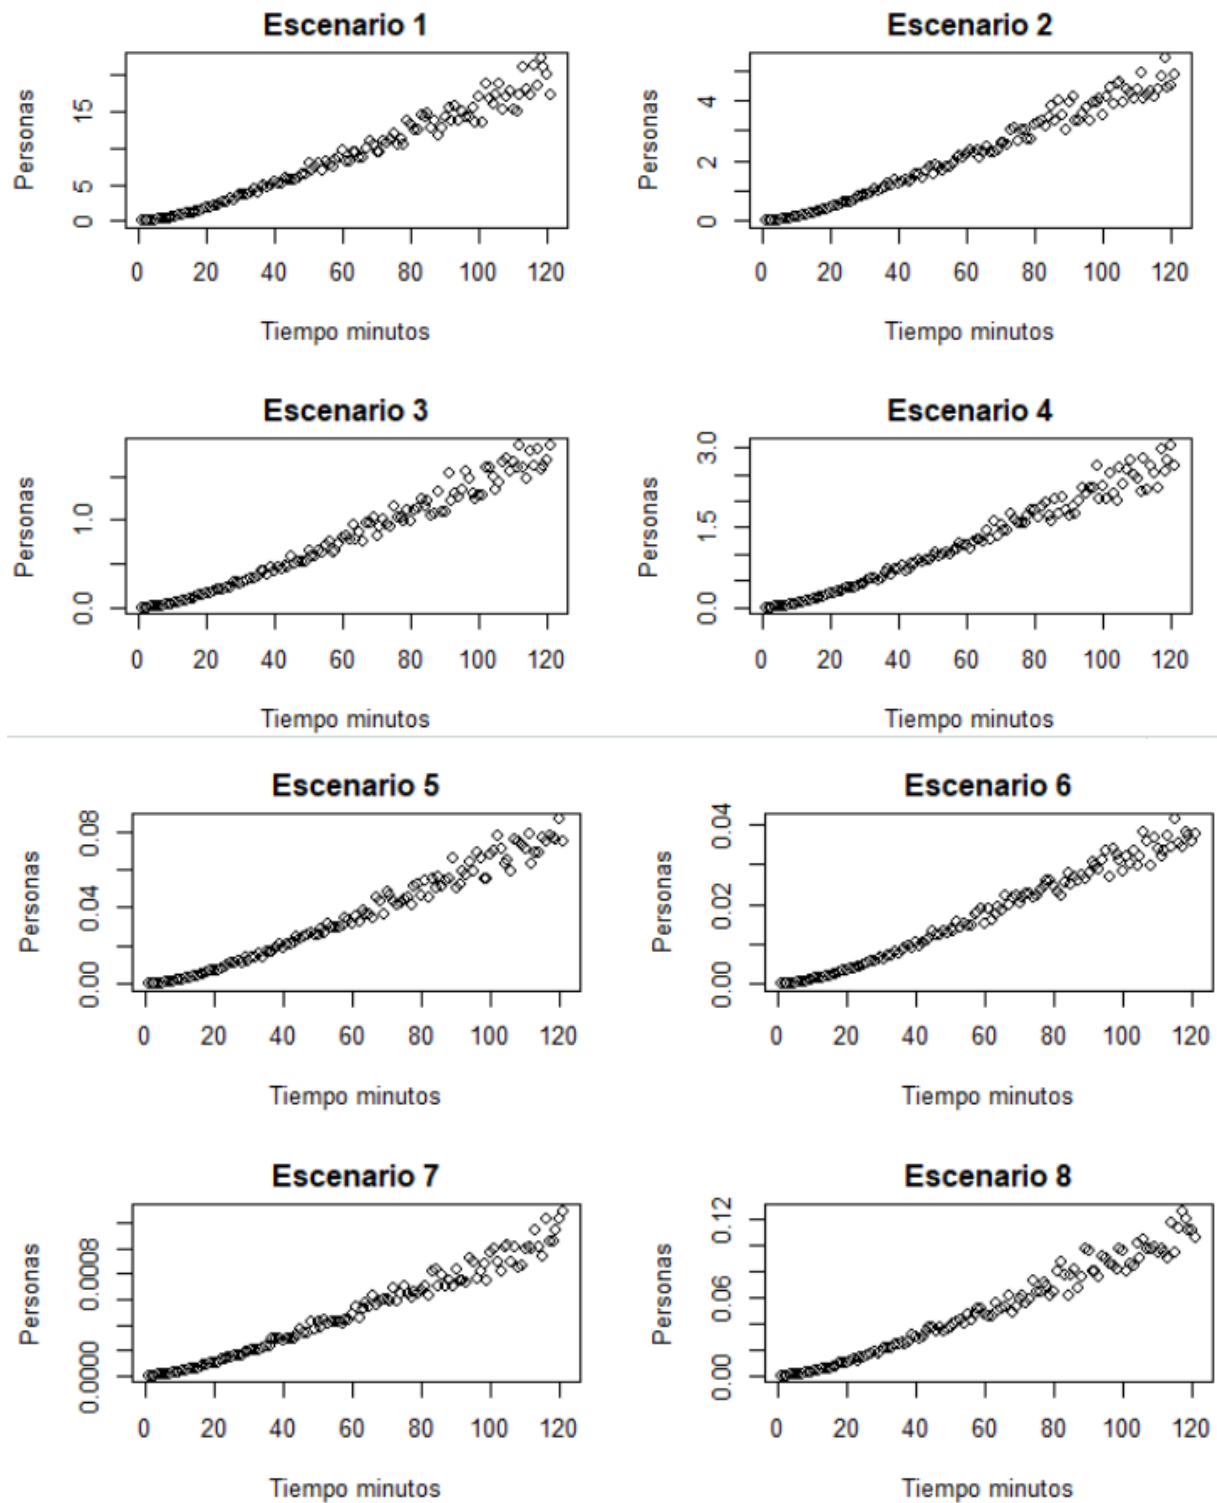 Escenario 1
Personas
15
5
0
0 20 40 60 80 100 120
Tiempo minutos
Escenario 2
Personas
4
2
0
0 20 40 60 80 100 120
Tiempo minutos
Escenario 3
Personas
1.0
0.0
0 20 40 60 80 100 120
Tiempo minutos
Escenario 4
Personas
3.0
1.5
0.0
0 20 40 60 80 100 120
Tiempo minutos
Escenario 5
Personas
0.08
0.04
0.00
0 20 40 60 80 100 120
Tiempo minutos
Escenario 6
Personas
0.04
0.02
0.00
0 20 40 60 80 100 120
Tiempo minutos
Escenario 7
Personas
0.0008
0.0000
0 20 40 60 80 100 120
Tiempo minutos
Escenario 8
Personas
0.12
0.06
0.00
0 20 40 60 80 100 120
Tiempo minutos